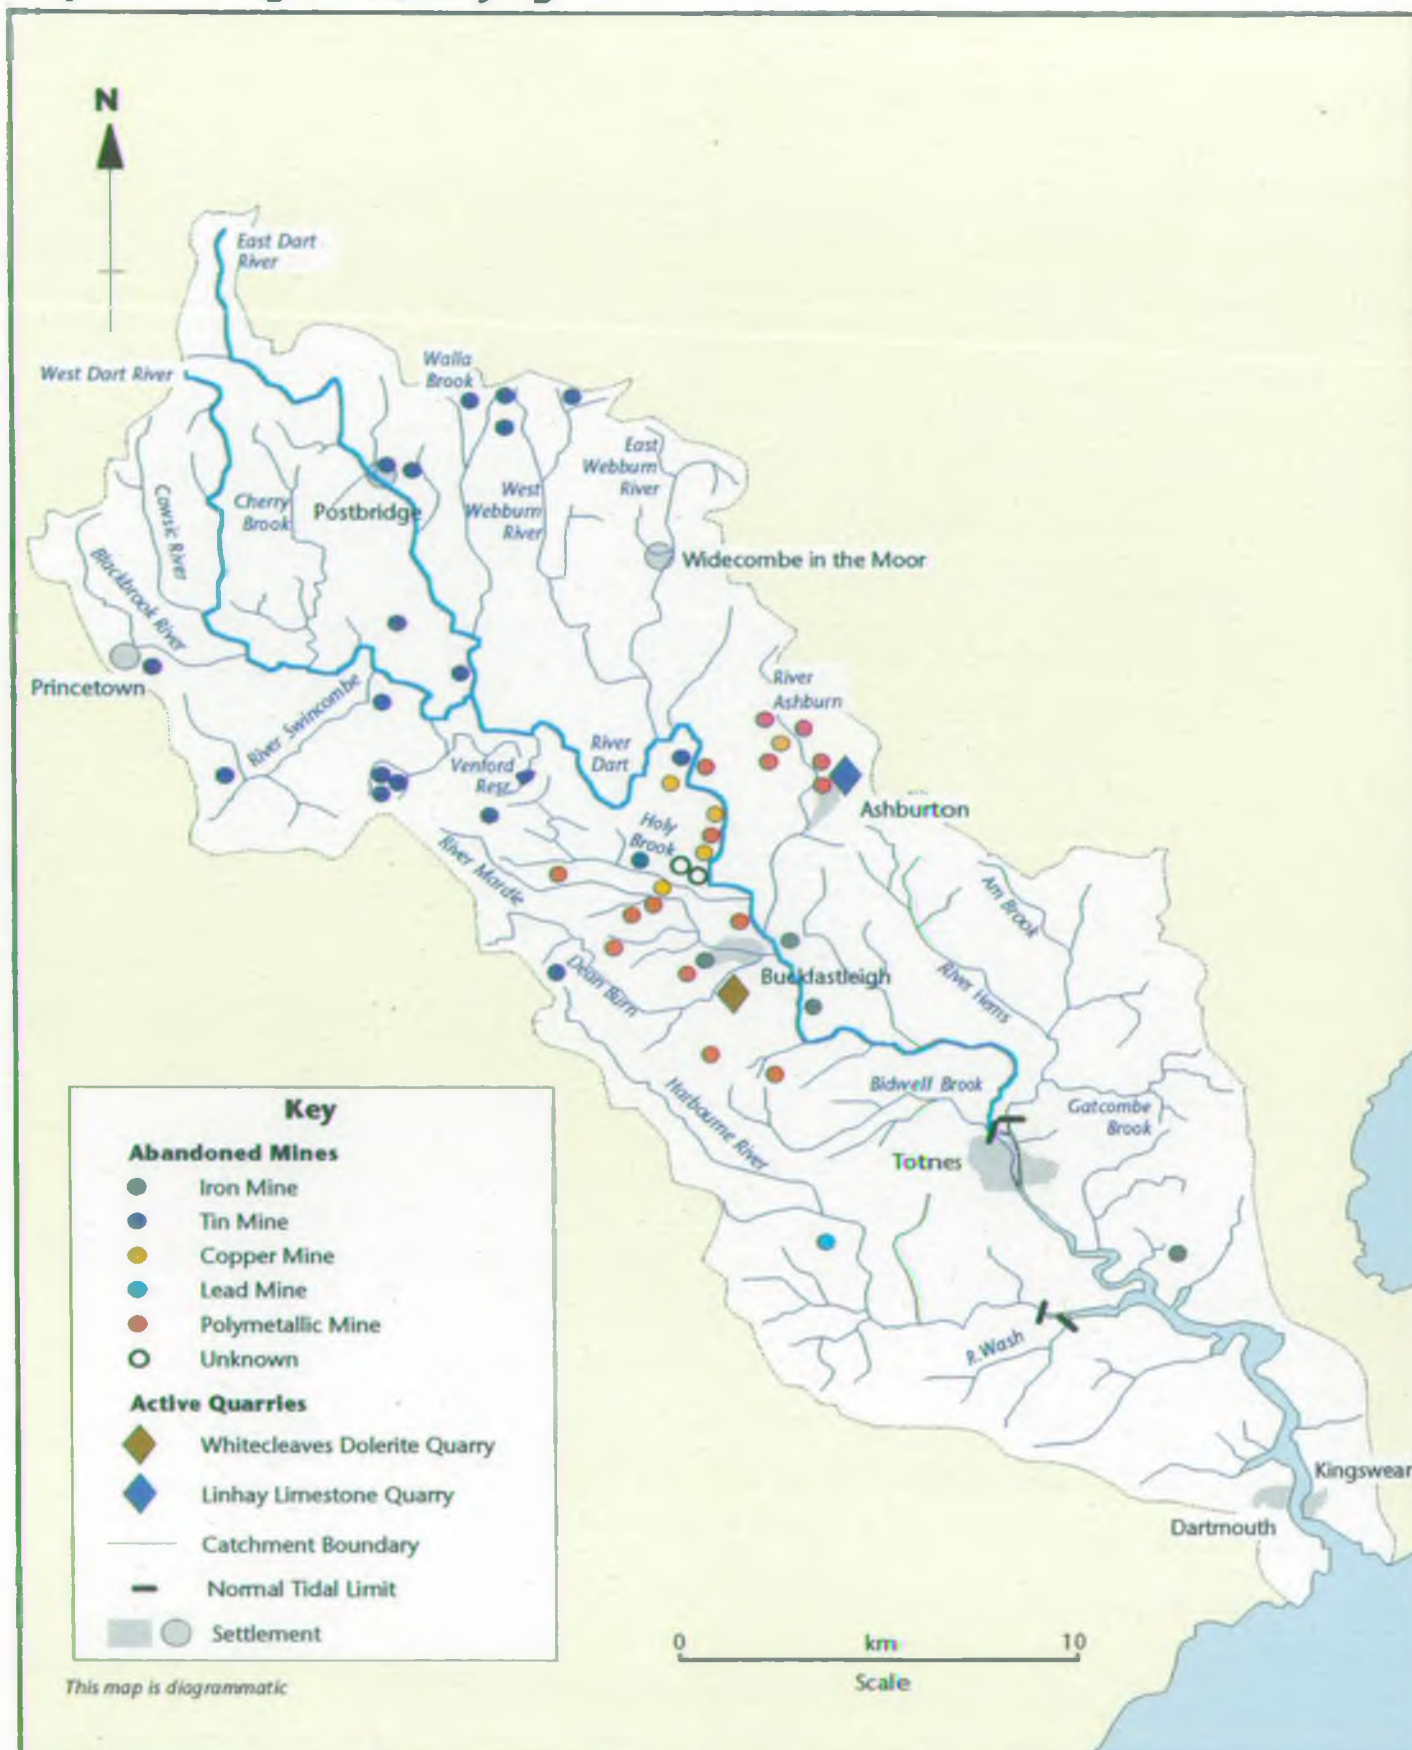 N
East Dart
River
West Dart River
Walla
Brook
East
Webburn
River
Cowsic River
Cherry
Brook
Postbridge
West
Webburn
River
Blackbrook River
Widecombe in the Moor
Princetown
River Swincombe
River
Ashburn
Venford
Resr.
River
Dart
Ashburton
Holy
Brook
River Mardle
Am Brook
Dean Burn
Buckfastleigh
River Hems
Bidwell Brook
Harbourne River
Gatcombe
Brook
Totnes
R. Wash
Kingswear
Dartmouth
Key
Abandoned Mines
Iron Mine
Tin Mine
Copper Mine
Lead Mine
Polymetallic Mine
Unknown
Active Quarries
Whitecleaves Dolerite Quarry
Linhay Limestone Quarry
Catchment Boundary
Normal Tidal Limit
Settlement
0 km 10
Scale
This map is diagrammatic